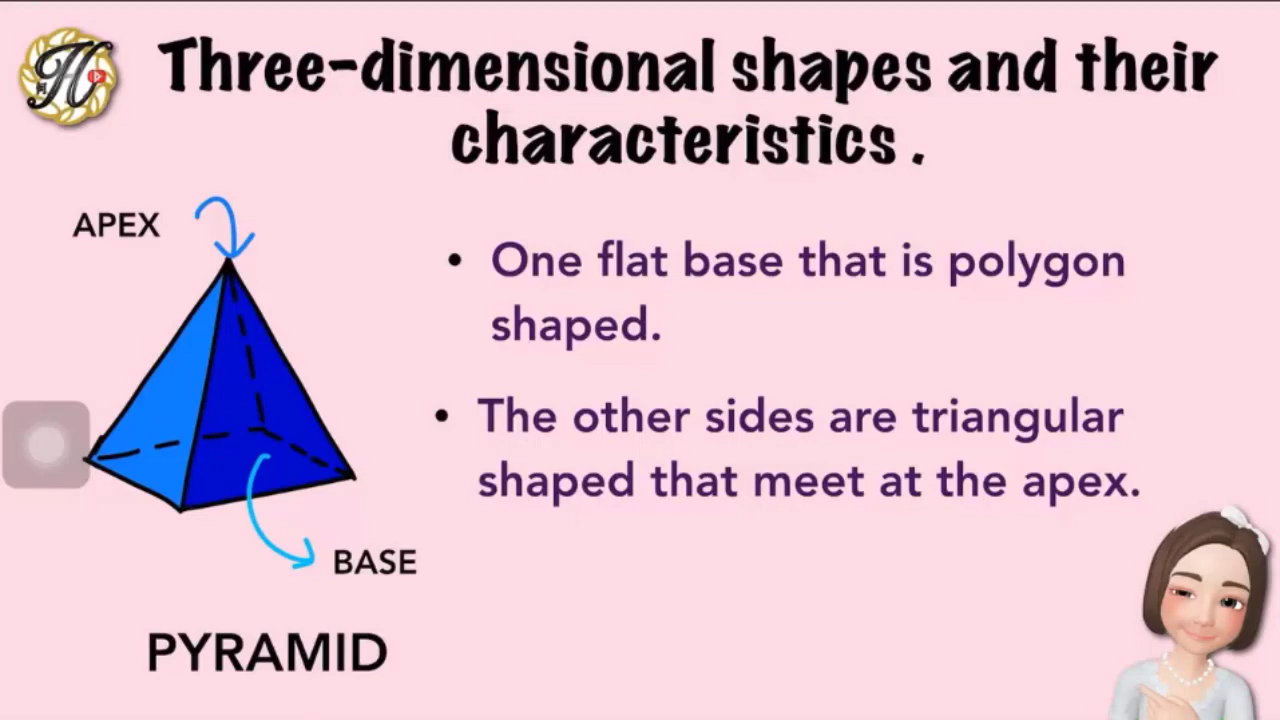 Three-dimensional shapes and their
characteristics .
APEX
• One flat base that is polygon
shaped.
• The other sides are triangular
shaped that meet at the apex.
BASE
PYRAMID